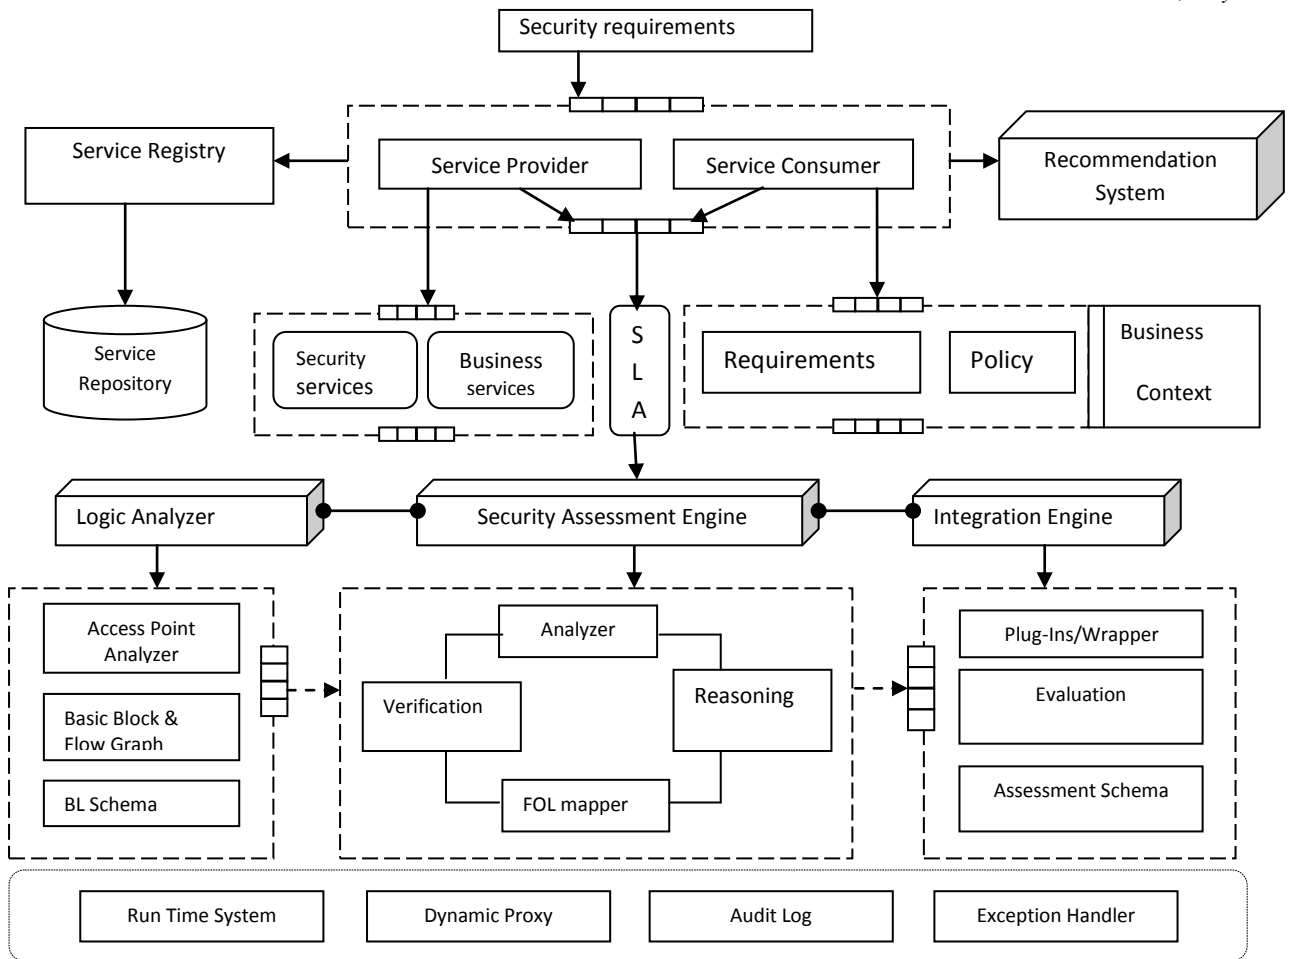 Security requirements
Service Registry
Service Provider
Service Consumer
Recommendation
System
Service
Repository
Security
services
Business
services
S
L
A
Requirements
Policy
Business
Context
Logic Analyzer
Security Assessment Engine
Integration Engine
Access Point
Analyzer
Basic Block &
Flow Graph
BL Schema
Analyzer
Verification
Reasoning
FOL mapper
Plug-Ins/Wrapper
Evaluation
Assessment Schema
Run Time System
Dynamic Proxy
Audit Log
Exception Handler